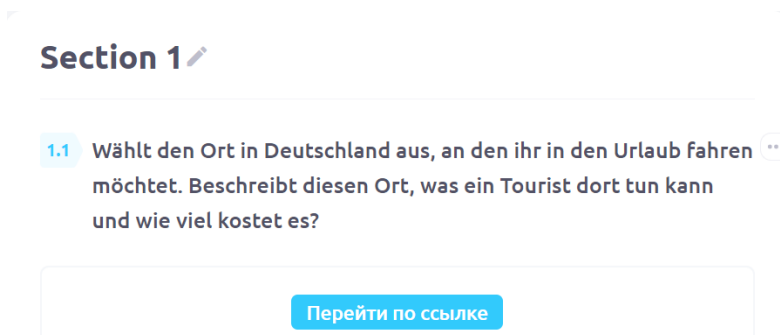 Section 1
1.1 Wählt den Ort in Deutschland aus, an den ihr in den Urlaub fahren
möchtet. Beschreibt diesen Ort, was ein Tourist dort tun kann
und wie viel kostet es?
Перейти по ссылке